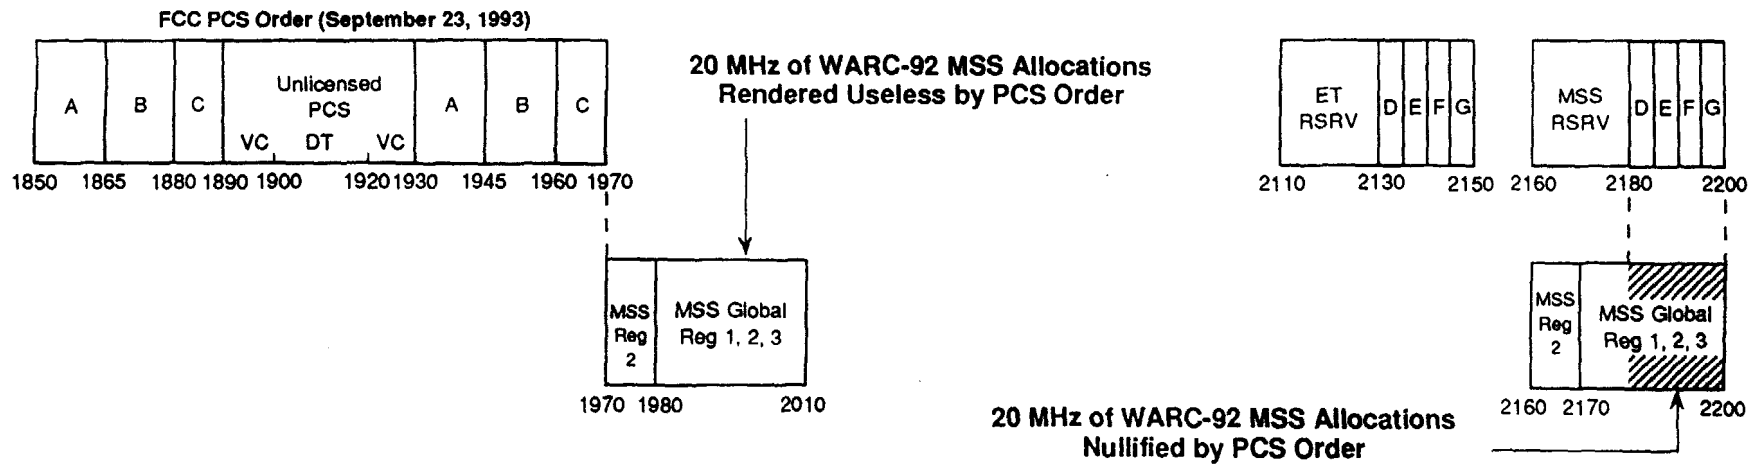 FCC PCS Order (September 23, 1993)
A B C Unlicensed PCS A B C
VC DT VC
1850 1865 1880 1890 1900 1920 1930 1945 1960 1970
20 MHz of WARC-92 MSS Allocations
Rendered Useless by PCS Order
ET
RSRV
D E F G
2110 2130 2150
MSS
RSRV
D E F G
2160 2180 2200
MSS
Reg
2
MSS Global
Reg 1, 2, 3
1970 1980 2010
MSS
Reg
2
MSS Global
Reg 1, 2, 3
2160 2170 2200
20 MHz of WARC-92 MSS Allocations
Nullified by PCS Order